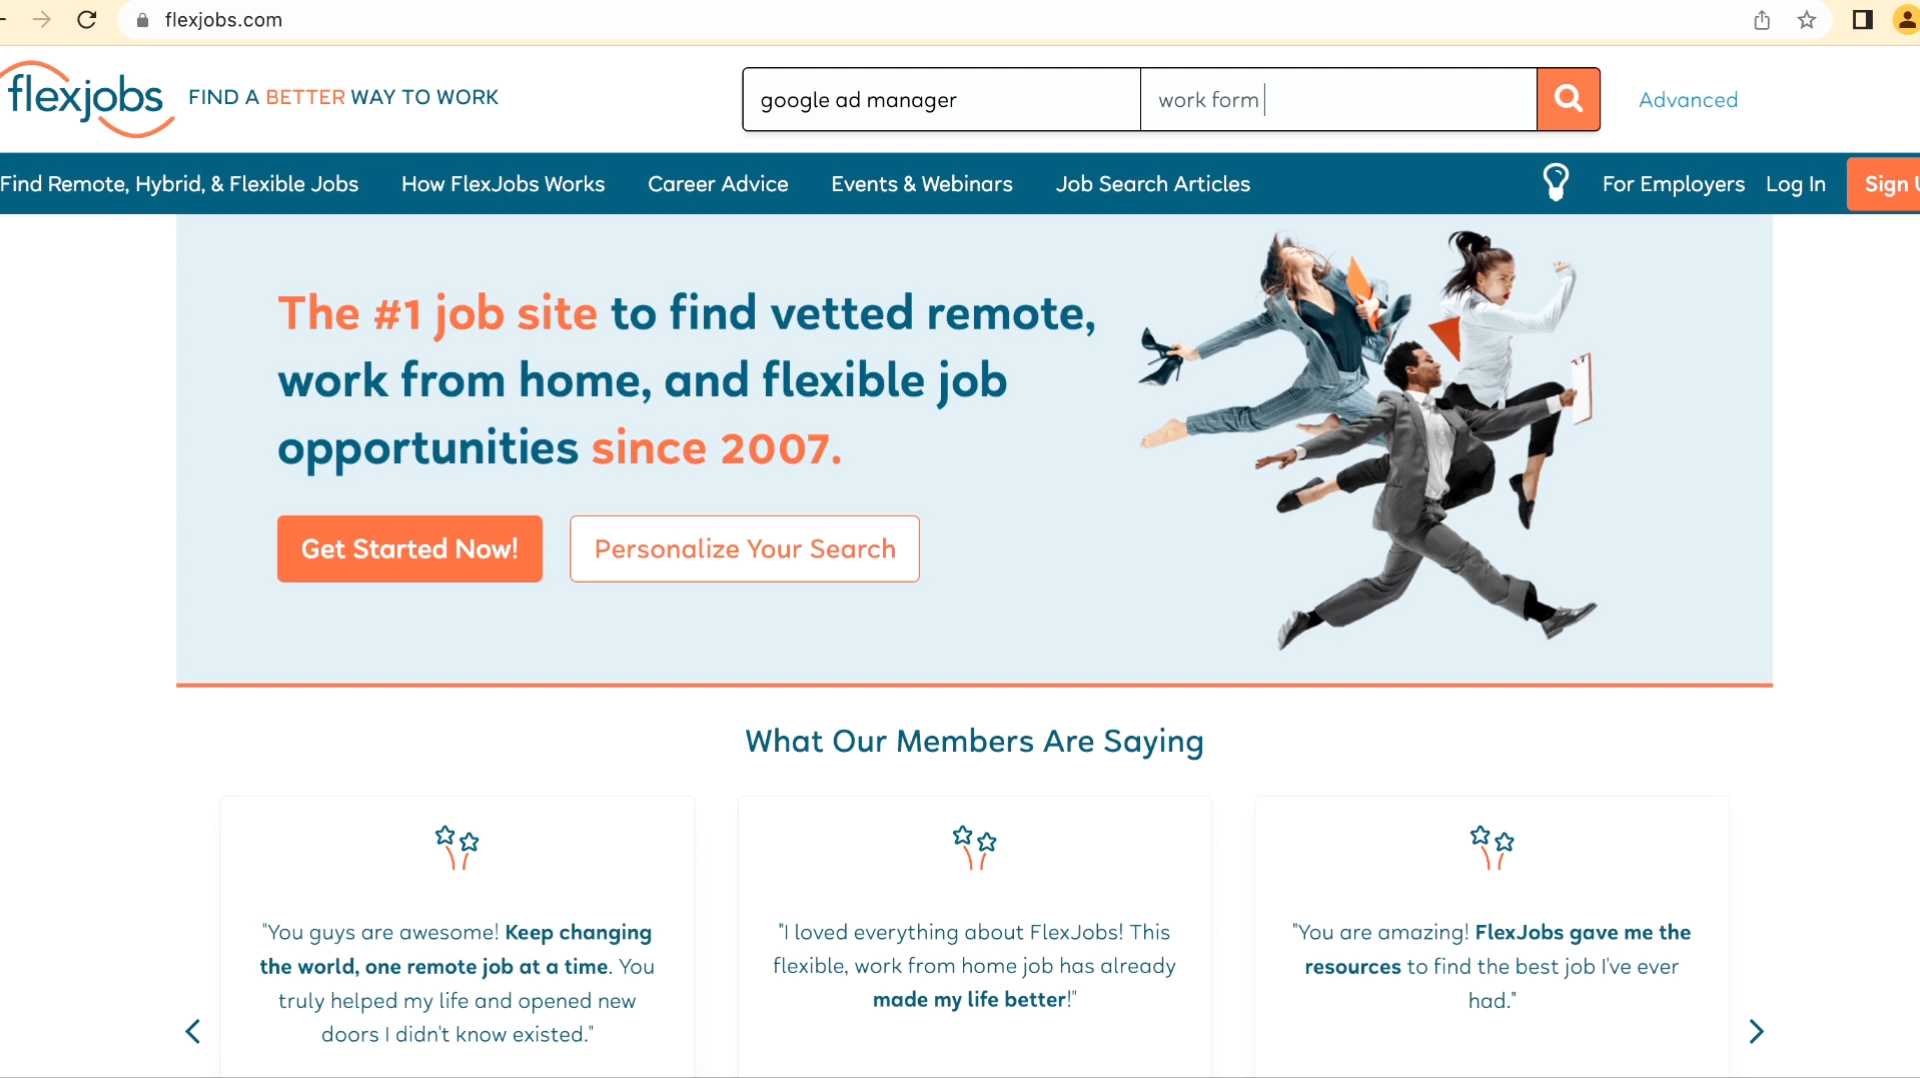 flexjobs.com
flexjobs FIND A BETTER WAY TO WORK
google ad manager
work form
Advanced
Find Remote, Hybrid, & Flexible Jobs
How FlexJobs Works
Career Advice
Events & Webinars
Job Search Articles
For Employers
Log In
Sign
The #1 job site to find vetted remote,
work from home, and flexible job
opportunities since 2007.
Get Started Now!
Personalize Your Search
What Our Members Are Saying
"You guys are awesome! Keep changing
the world, one remote job at a time. You
truly helped my life and opened new
doors I didn't know existed."
"I loved everything about FlexJobs! This
flexible, work from home job has already
made my life better!"
"You are amazing! FlexJobs gave me the
resources to find the best job I've ever
had."